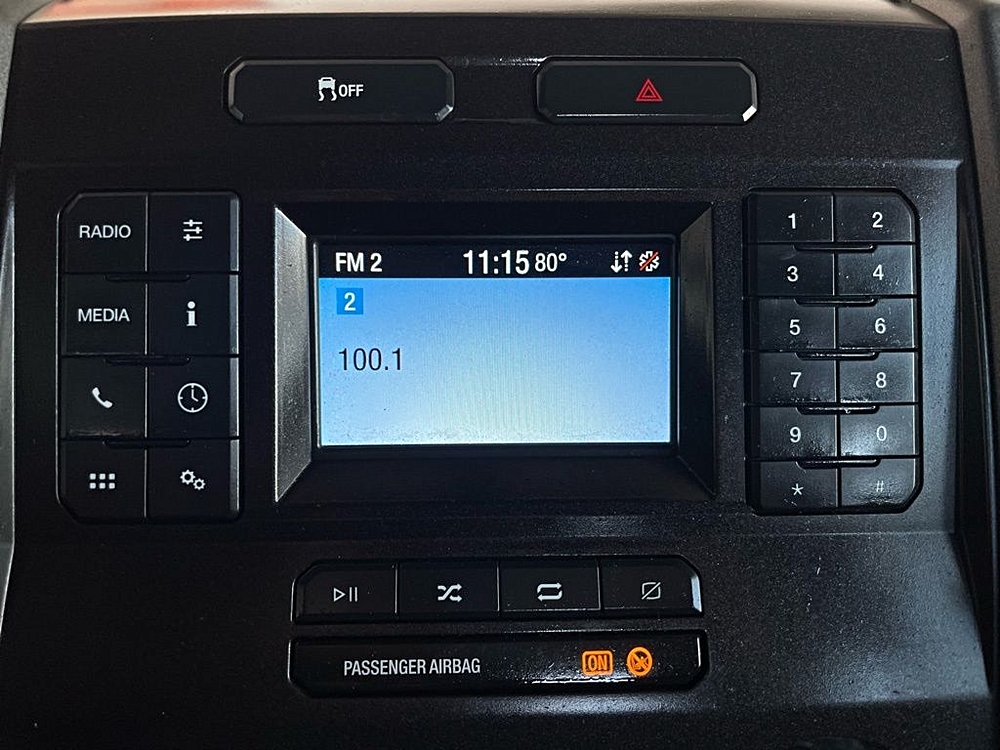 OFF
RADIO
MEDIA
i
FM 2 11:15 80°
2
100.1
1 2
3 4
5 6
7 8
9 0
* #
PASSENGER AIRBAG ON